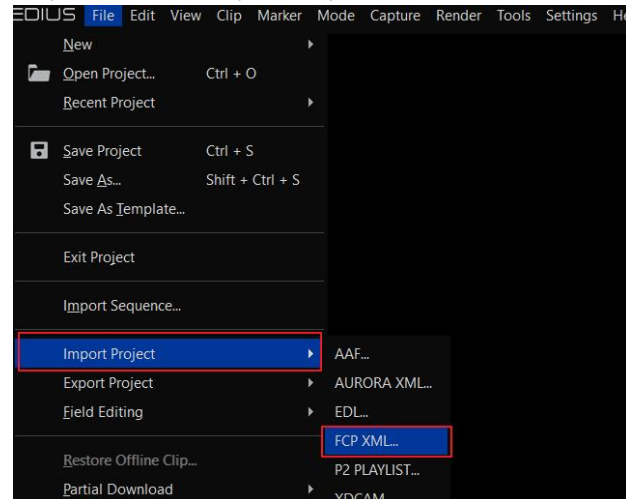 EDIUS File Edit View Clip Marker Mode Capture Render Tools Settings
New
Open Project... Ctrl + O
Recent Project
Save Project Ctrl + S
Save As... Shift + Ctrl + S
Save As Template...
Exit Project
Import Sequence...
Import Project
AAF...
Export Project
AURORA XML...
Field Editing
EDL...
FCP XML...
Restore Offline Clip...
P2 PLAYLIST...
Partial Download
XDCAM...